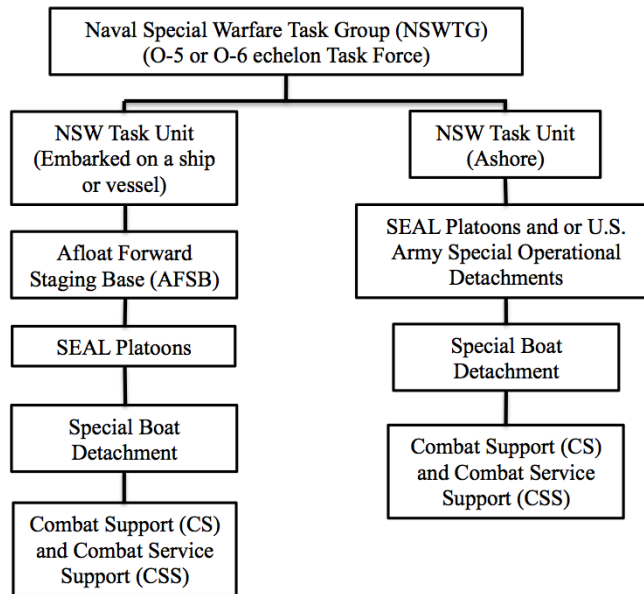 Naval Special Warfare Task Group (NSWTG)
(O-5 or O-6 echelon Task Force)
NSW Task Unit
(Embarked on a ship
or vessel)
Afloat Forward
Staging Base (AFSB)
SEAL Platoons
Special Boat
Detachment
Combat Support (CS)
and Combat Service
Support (CSS)
NSW Task Unit
(Ashore)
SEAL Platoons and or U.S.
Army Special Operational
Detachments
Special Boat
Detachment
Combat Support (CS)
and Combat Service
Support (CSS)